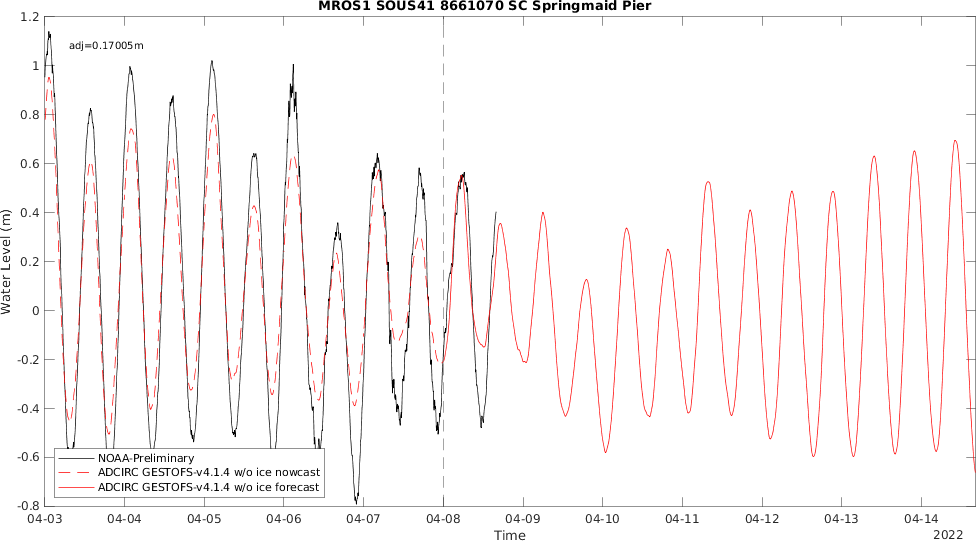 MROS1 SOUS41 8661070 SC Springmaid Pier
adj=0.17005m
1.2
1
0.8
0.6
0.4
0.2
0
-0.2
-0.4
-0.6
-0.8
Water Level (m)
NOAA-Preliminary
ADCIRC GESTOFS-v4.1.4 w/o ice nowcast
ADCIRC GESTOFS-v4.1.4 w/o ice forecast
04-03 04-04 04-05 04-06 04-07 04-08 04-09 04-10 04-11 04-12 04-13 04-14
Time
2022